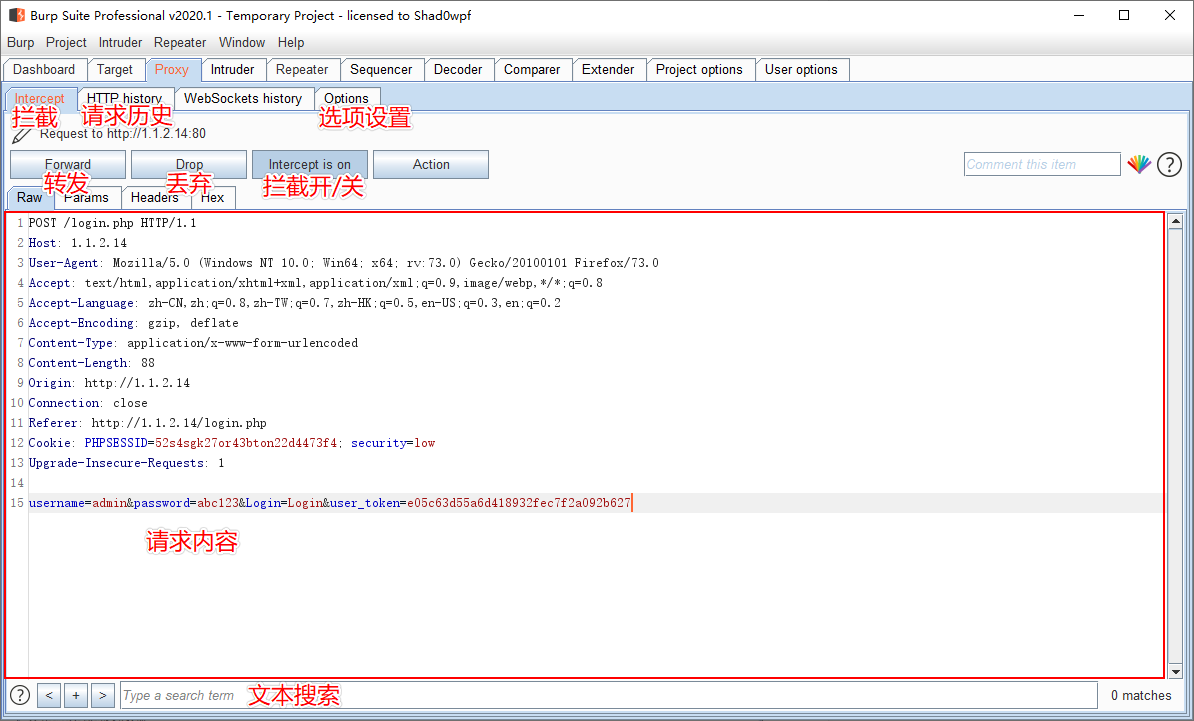 Burp Suite Professional v2020.1 - Temporary Project - licensed to Shad0wpf
Burp Project Intruder Repeater Window Help
Dashboard Target Proxy Intruder Repeater Sequencer Decoder Comparer Extender Project options User options
Intercept HTTP history WebSockets history Options
拦截 请求历史 选项设置
Request to http://1.1.2.14:80
Forward Drop Intercept is on Action Comment this item ?
转发 丢弃 拦截开/关
Raw Params Headers Hex
1 POST /login.php HTTP/1.1
2 Host: 1.1.2.14
3 User-Agent: Mozilla/5.0 (Windows NT 10.0; Win64; x64; rv:73.0) Gecko/20100101 Firefox/73.0
4 Accept: text/html,application/xhtml+xml,application/xml;q=0.9,image/webp,*/*;q=0.8
5 Accept-Language: zh-CN,zh;q=0.8,zh-TW;q=0.7,zh-HK;q=0.5,en-US;q=0.3,en;q=0.2
6 Accept-Encoding: gzip, deflate
7 Content-Type: application/x-www-form-urlencoded
8 Content-Length: 88
9 Origin: http://1.1.2.14
10 Connection: close
11 Referer: http://1.1.2.14/login.php
12 Cookie: PHPSESSID=52s4sgk27or43bton22d4473f4; security=low
13 Upgrade-Insecure-Requests: 1
14
15 username=admin&password=abc123&Login=Login&user_token=e05c63d55a6d418932fec7f2a092b627
请求内容
? < + > Type a search term 文本搜索 0 matches